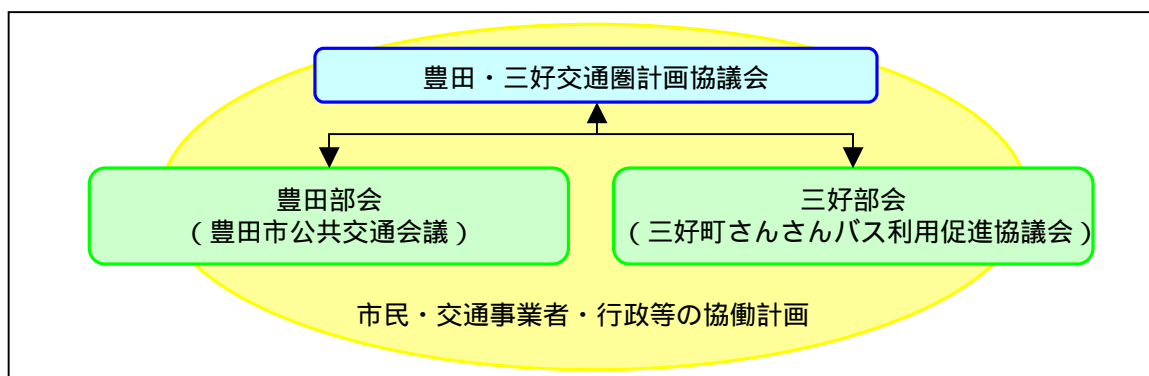 豊田・三好交通圏計画協議会
豊田部会
（豊田市公共交通会議）
三好部会
（三好町さんさんバス利用促進協議会）
市民・交通事業者・行政等の協働計画